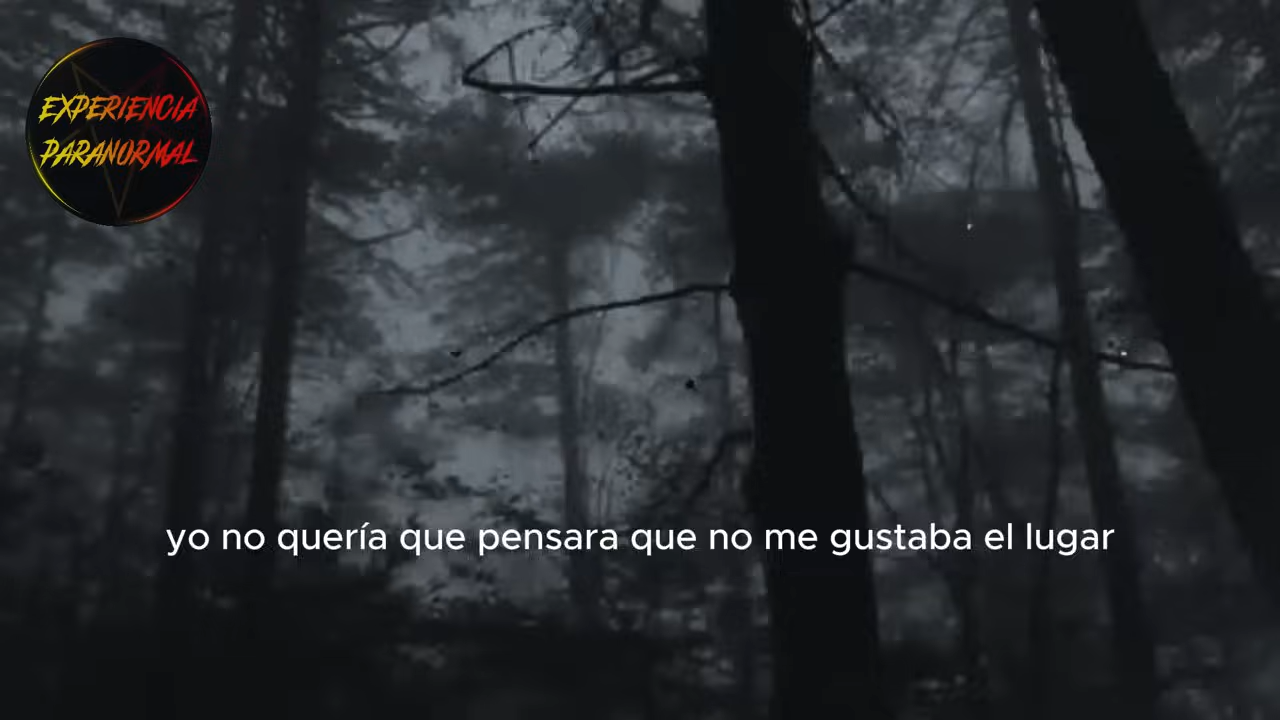 EXPERIENCIA
PARANORMAL
yo no quería que pensara que no me gustaba el lugar